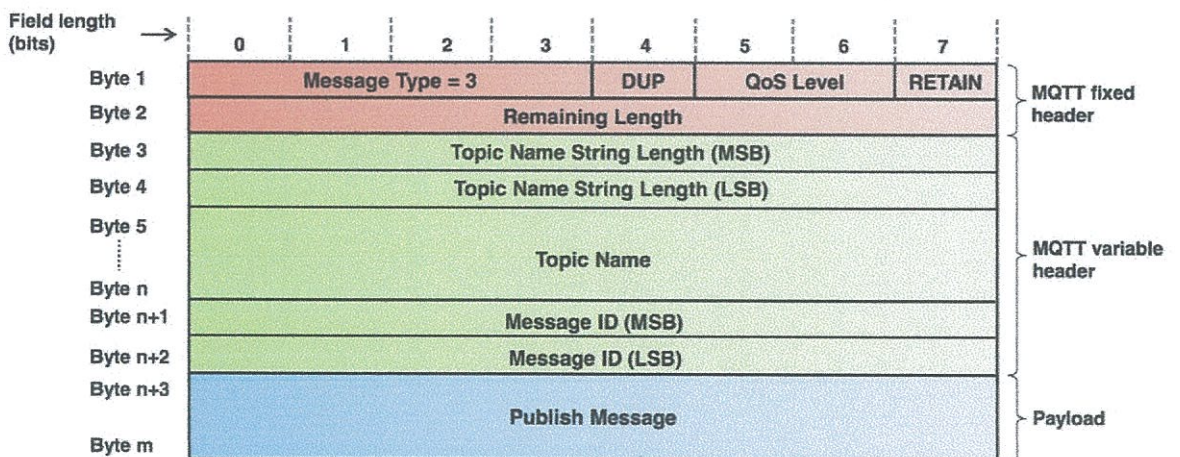 Field length
(bits)
0 1 2 3 4 5 6 7
Byte 1 Message Type = 3 DUP QoS Level RETAIN
MQTT fixed
header
Byte 2 Remaining Length
Byte 3 Topic Name String Length (MSB)
Byte 4 Topic Name String Length (LSB)
Byte 5
Topic Name
MQTT variable
header
Byte n
Byte n+1 Message ID (MSB)
Byte n+2 Message ID (LSB)
Byte n+3
Publish Message
Payload
Byte m